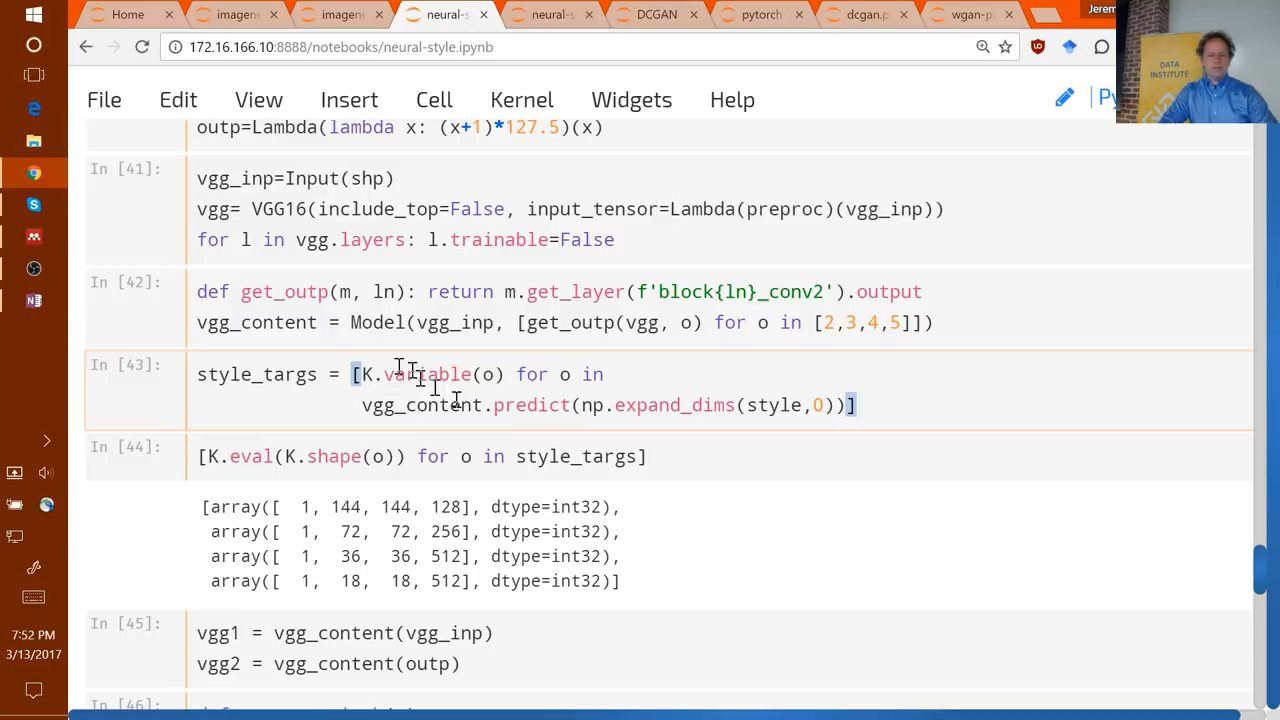 Home
imagene
imagene
neural-s
neural-s
DCGAN
pytorch
dcgan.p
wgan-p
Jerem
172.16.166.10:8888/notebooks/neural-style.ipynb
DATA
INSTITUTE
File Edit View Insert Cell Kernel Widgets Help
Py
outp=Lambda(lambda x: (x+1)*127.5)(x)
In [41]:
vgg_inp=Input(shp)
vgg= VGG16(include_top=False, input_tensor=Lambda(preproc)(vgg_inp))
for l in vgg.layers: l.trainable=False
In [42]:
def get_outp(m, ln): return m.get_layer(f'block{ln}_conv2').output
vgg_content = Model(vgg_inp, [get_outp(vgg, o) for o in [2,3,4,5]])
In [43]:
style_targs = [K.variable(o) for o in
vgg_content.predict(np.expand_dims(style,0))]
In [44]:
[K.eval(K.shape(o)) for o in style_targs]
[array([ 1, 144, 144, 128], dtype=int32),
array([ 1, 72, 72, 256], dtype=int32),
array([ 1, 36, 36, 512], dtype=int32),
array([ 1, 18, 18, 512], dtype=int32)]
In [45]:
vgg1 = vgg_content(vgg_inp)
vgg2 = vgg_content(outp)
In [46]:
7:52 PM
3/13/2017